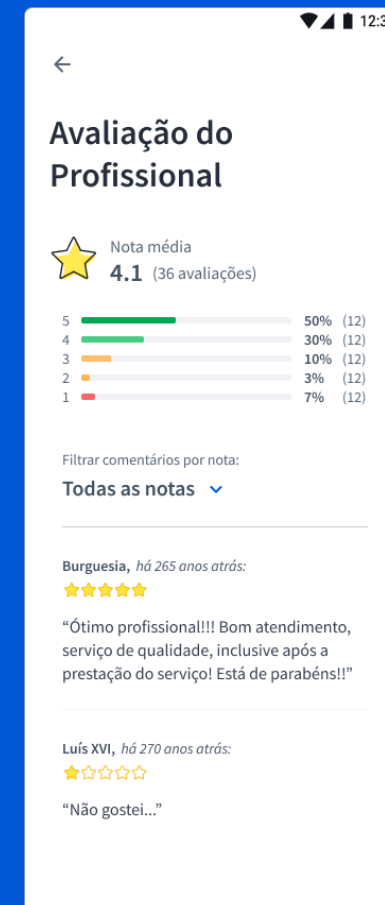 12:3
Avaliação do
Profissional
Nota média
4.1 (36 avaliações)
5 50% (12)
4 30% (12)
3 10% (12)
2 3% (12)
1 7% (12)
Filtrar comentários por nota:
Todas as notas
Burguesia, há 265 anos atrás:
“Ótimo profissional!!! Bom atendimento,
serviço de qualidade, inclusive após a
prestação do serviço! Está de parabéns!!”
Luís XVI, há 270 anos atrás:
“Não gostei...”